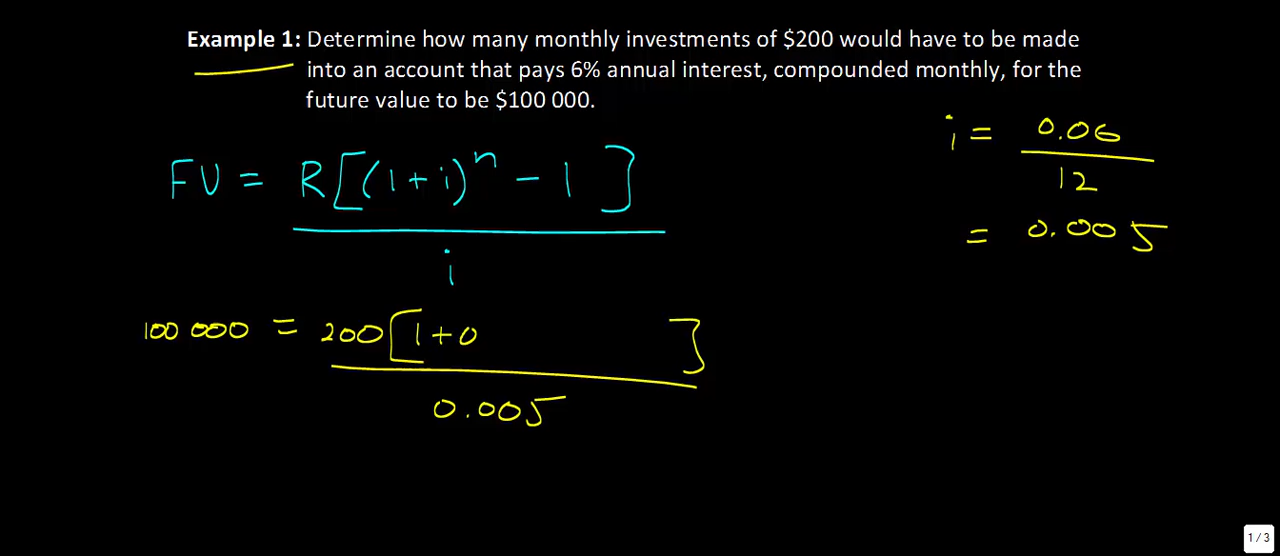 Example 1: Determine how many monthly investments of $200 would have to be made
into an account that pays 6% annual interest, compounded monthly, for the
future value to be $100 000.
i = 0.06
12
= 0.005
FV = R[(1+i)^n - 1]
i
100 000 = 200[1+0 ]
0.005
1/3